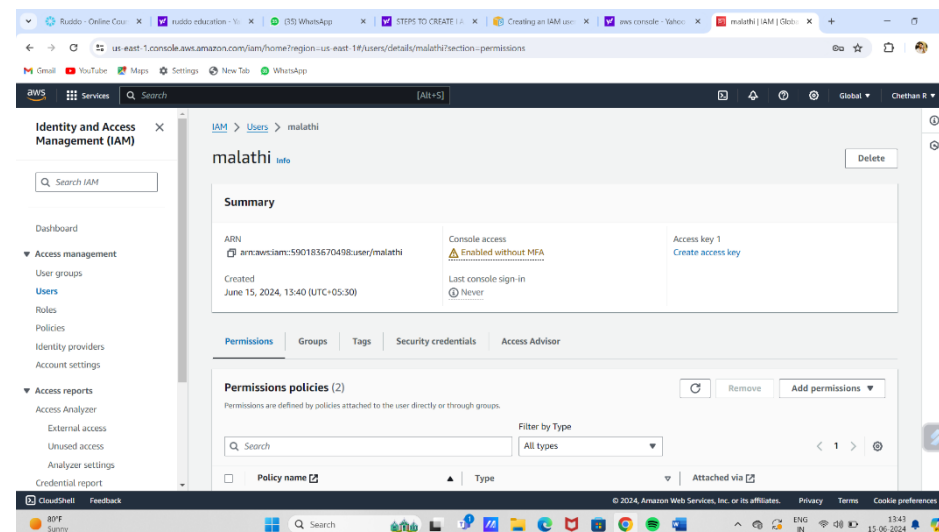 Ruddo - Online Cou
ruddo education - Y
(35) WhatsApp
STEPS TO CREATE I A
Creating an IAM use
aws console - Yahoo
malathi | IAM | Glob
us-east-1.console.aws.amazon.com/iam/home?region=us-east-1#/users/details/malathi?section=permissions
Gmail YouTube Maps Settings New Tab WhatsApp
aws Services Search [Alt+S] Global Chethan R
Identity and Access
Management (IAM)
Search IAM
Dashboard
Access management
User groups
Users
Roles
Policies
Identity providers
Account settings
Access reports
Access Analyzer
External access
Unused access
Analyzer settings
Credential report
IAM > Users > malathi
malathi Info
Delete
Summary
ARN
arn:aws:iam::590183670498:user/malathi
Created
June 15, 2024, 13:40 (UTC+05:30)
Console access
Enabled without MFA
Last console sign-in
Never
Access key 1
Create access key
Permissions Groups Tags Security credentials Access Advisor
Permissions policies (2)
Remove
Add permissions
Permissions are defined by policies attached to the user directly or through groups.
Filter by Type
Search
All types
1
Policy name Type Attached via
CloudShell Feedback © 2024, Amazon Web Services, Inc. or its affiliates. Privacy Terms Cookie preferences
80°F
Sunny
Search
ENG
IN
13:43
15-06-2024